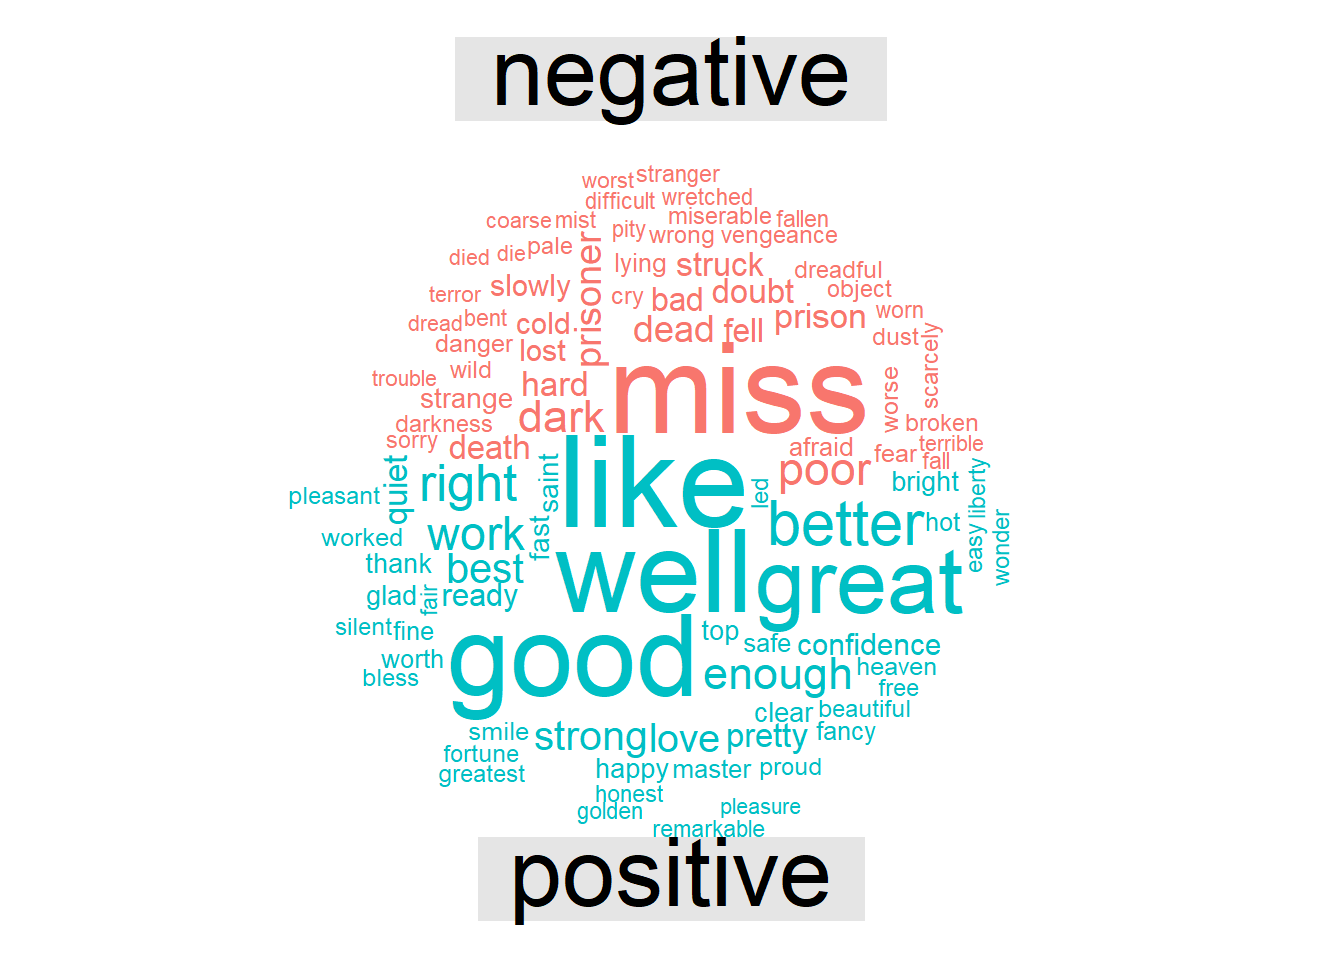 negative
worst stranger
difficult wretched
coarse mist pity miserable fallen
wrong vengeance
died die pale prisoner lying struck dreadful
terror slowly cry bad doubt object
dread bent cold dead fell prison worn
danger lost dust scarcely
trouble wild hard miss worse
strange dark
darkness broken
sorry death afraid fear terrible
poor fall
pleasant quiet right saint like led bright liberty
worked work fast better hot easy wonder
thank best well great
glad fair ready
silent fine good top safe confidence
worth enough heaven
bless free
clear beautiful
smile strong love pretty fancy
fortune
greatest happy master proud
honest
golden pleasure
remarkable
positive